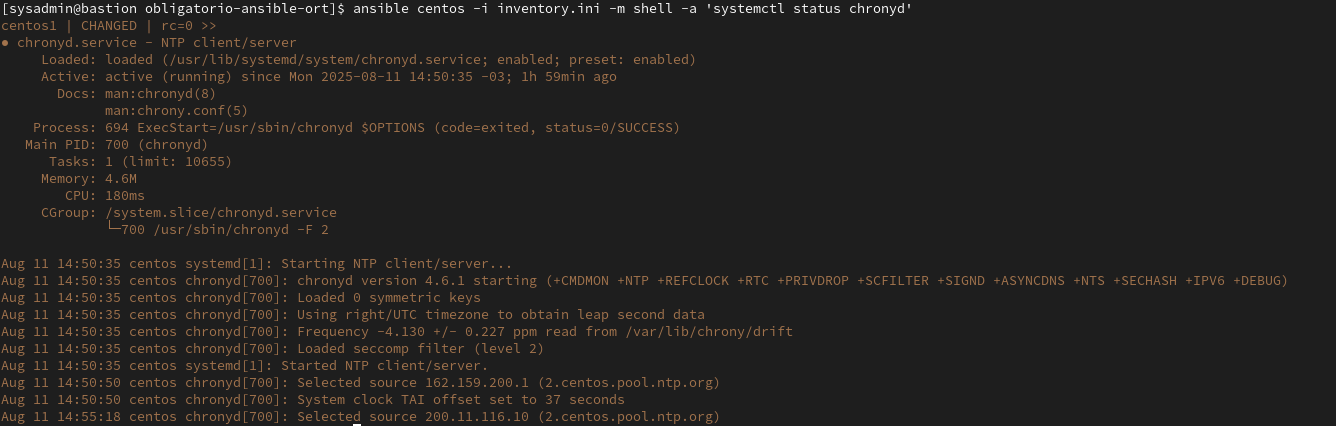 [sysadmin@bastion obligatorio-ansible-ort]$ ansible centos -i inventory.ini -m shell -a 'systemctl status chronyd'
centos1 | CHANGED | rc=0 >>
● chronyd.service - NTP client/server
     Loaded: loaded (/usr/lib/systemd/system/chronyd.service; enabled; preset: enabled)
     Active: active (running) since Mon 2025-08-11 14:50:35 -03; 1h 59min ago
       Docs: man:chronyd(8)
             man:chrony.conf(5)
    Process: 694 ExecStart=/usr/sbin/chronyd $OPTIONS (code=exited, status=0/SUCCESS)
   Main PID: 700 (chronyd)
      Tasks: 1 (limit: 10655)
     Memory: 4.6M
        CPU: 180ms
     CGroup: /system.slice/chronyd.service
             └─700 /usr/sbin/chronyd -F 2

Aug 11 14:50:35 centos systemd[1]: Starting NTP client/server...
Aug 11 14:50:35 centos chronyd[700]: chronyd version 4.6.1 starting (+CMDMON +NTP +REFCLOCK +RTC +PRIVDROP +SCFILTER +SIGND +ASYNCDNS +NTS +SECHASH +IPV6 +DEBUG)
Aug 11 14:50:35 centos chronyd[700]: Loaded 0 symmetric keys
Aug 11 14:50:35 centos chronyd[700]: Using right/UTC timezone to obtain leap second data
Aug 11 14:50:35 centos chronyd[700]: Frequency -4.130 +/- 0.227 ppm read from /var/lib/chrony/drift
Aug 11 14:50:35 centos chronyd[700]: Loaded seccomp filter (level 2)
Aug 11 14:50:35 centos systemd[1]: Started NTP client/server.
Aug 11 14:50:50 centos chronyd[700]: Selected source 162.159.200.1 (2.centos.pool.ntp.org)
Aug 11 14:50:50 centos chronyd[700]: System clock TAI offset set to 37 seconds
Aug 11 14:55:18 centos chronyd[700]: Selected source 200.11.116.10 (2.centos.pool.ntp.org)